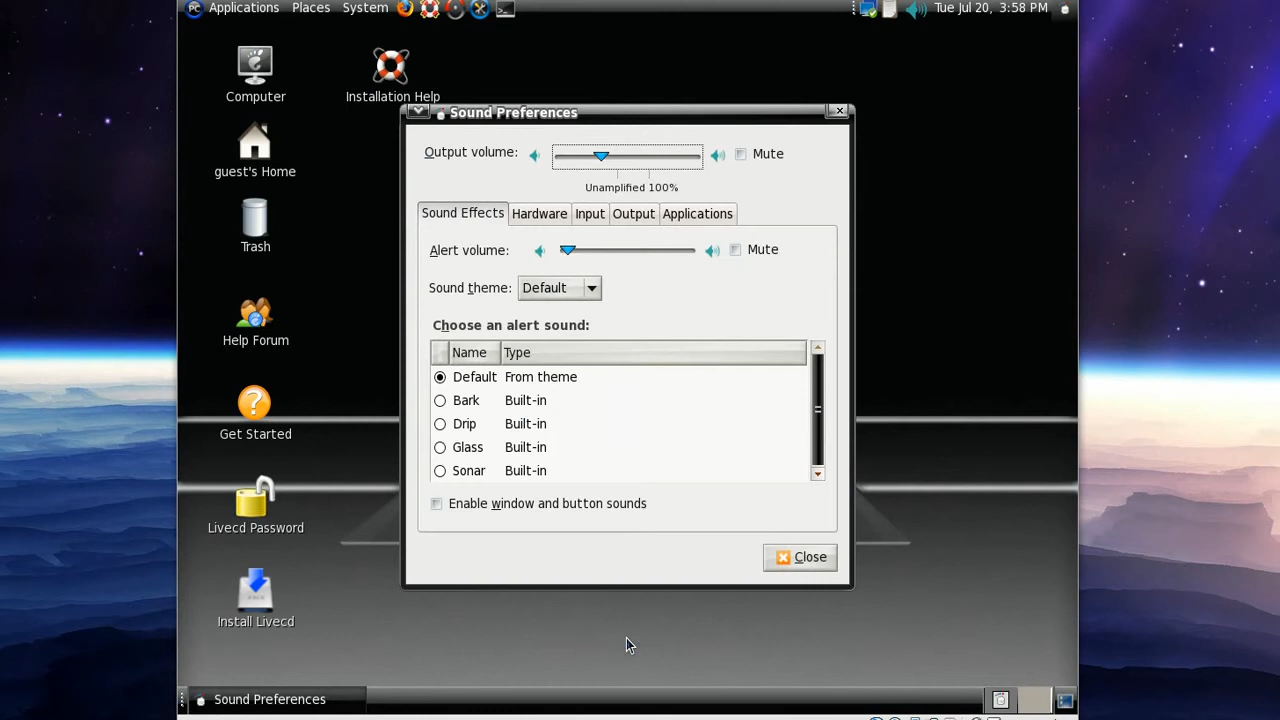 PC Applications Places System Tue Jul 20, 3:58 PM
Computer
Installation Help
guest's Home
Trash
Help Forum
Get Started
Livecd Password
Install Livecd
Sound Preferences
Output volume: Mute
Unamplified 100%
Sound Effects Hardware Input Output Applications
Alert volume: Mute
Sound theme: Default
Choose an alert sound:
Name Type
Default From theme
Bark Built-in
Drip Built-in
Glass Built-in
Sonar Built-in
Enable window and button sounds
Close
Sound Preferences